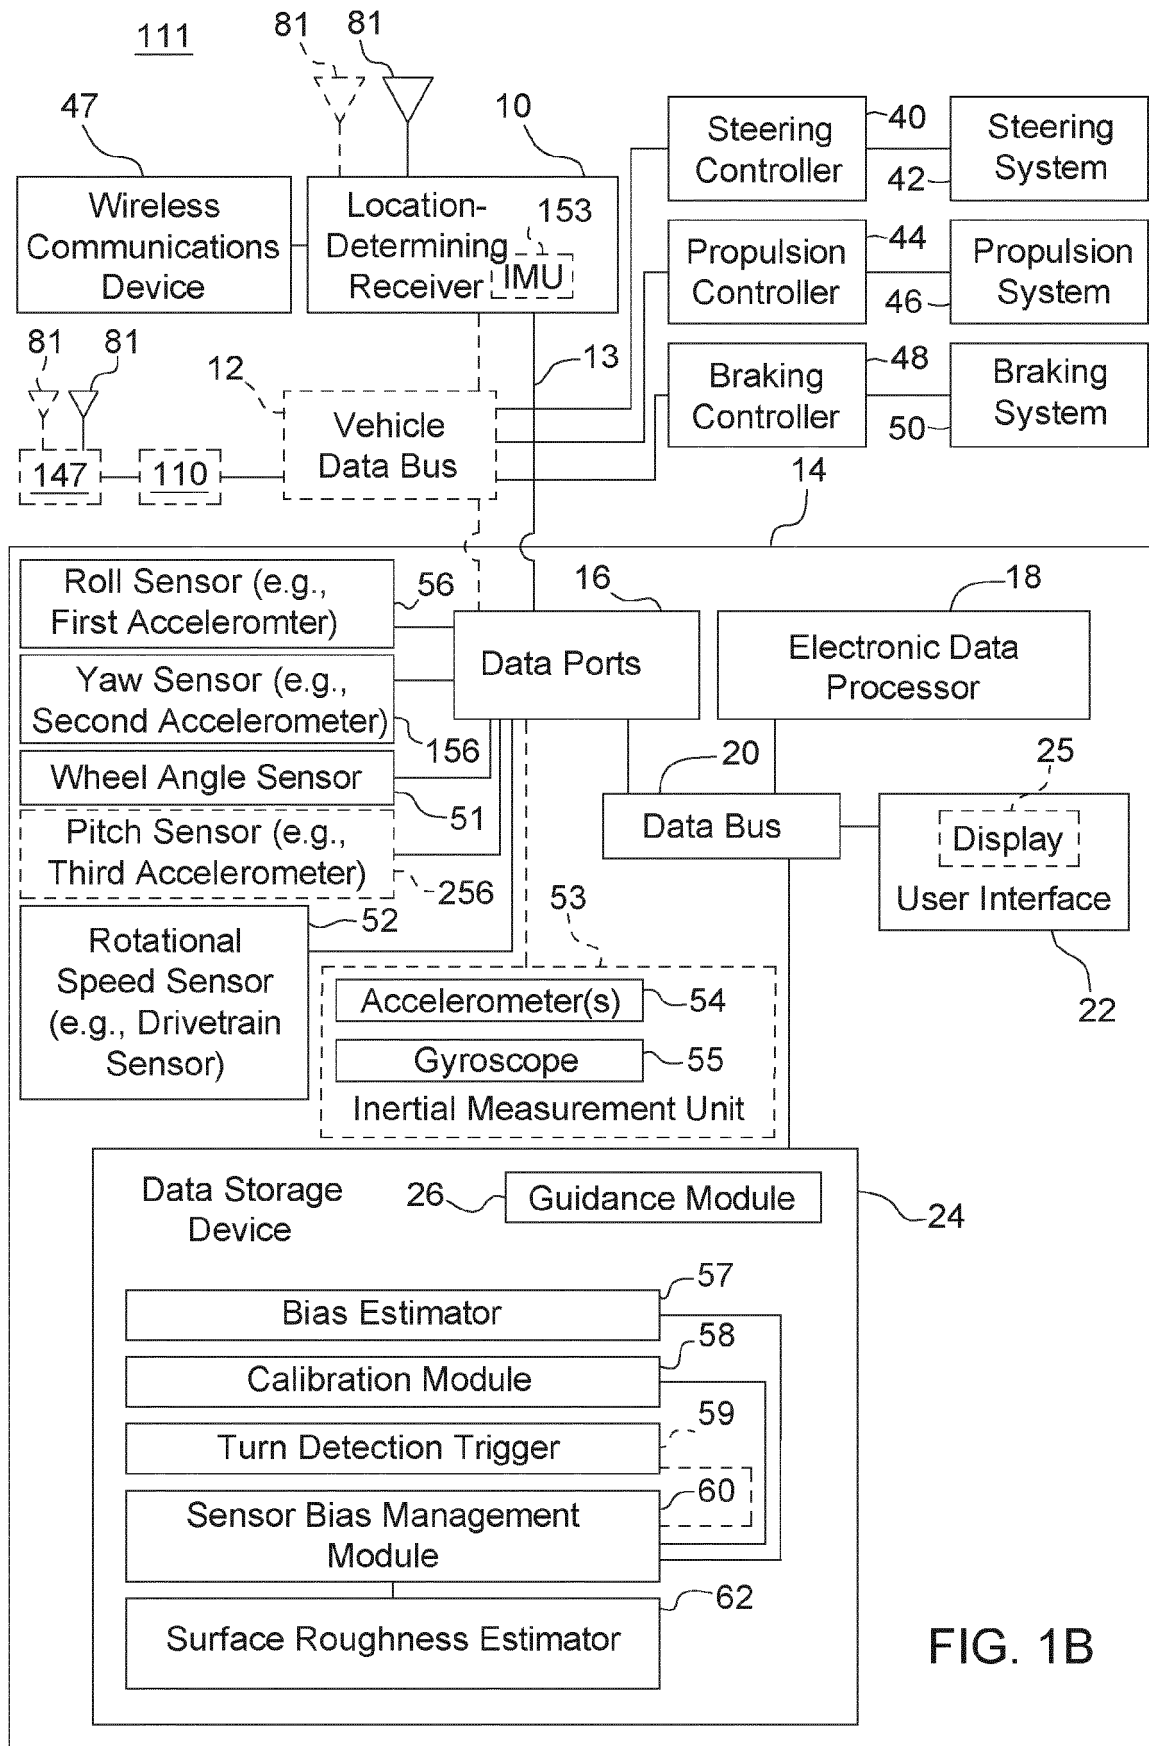 111
81
81
47
10
40
Steering
Controller
Steering
System
42
Wireless
Communications
Device
Location-
Determining
Receiver
153
IMU
44
Propulsion
Controller
Propulsion
System
46
81
81
12
13
48
Braking
Controller
Braking
System
50
Vehicle
Data Bus
147
110
14
Roll Sensor (e.g.,
First Acceleromter)
56
16
18
Data Ports
Electronic Data
Processor
Yaw Sensor (e.g.,
Second Accelerometer)
156
20
25
Wheel Angle Sensor
51
Data Bus
Display
User Interface
22
Pitch Sensor (e.g.,
Third Accelerometer)
256
52
53
Rotational
Speed Sensor
(e.g., Drivetrain
Sensor)
Accelerometer(s)
54
Gyroscope
55
Inertial Measurement Unit
Data Storage
Device
26
Guidance Module
24
57
Bias Estimator
58
Calibration Module
59
Turn Detection Trigger
60
Sensor Bias Management
Module
62
Surface Roughness Estimator
FIG. 1B